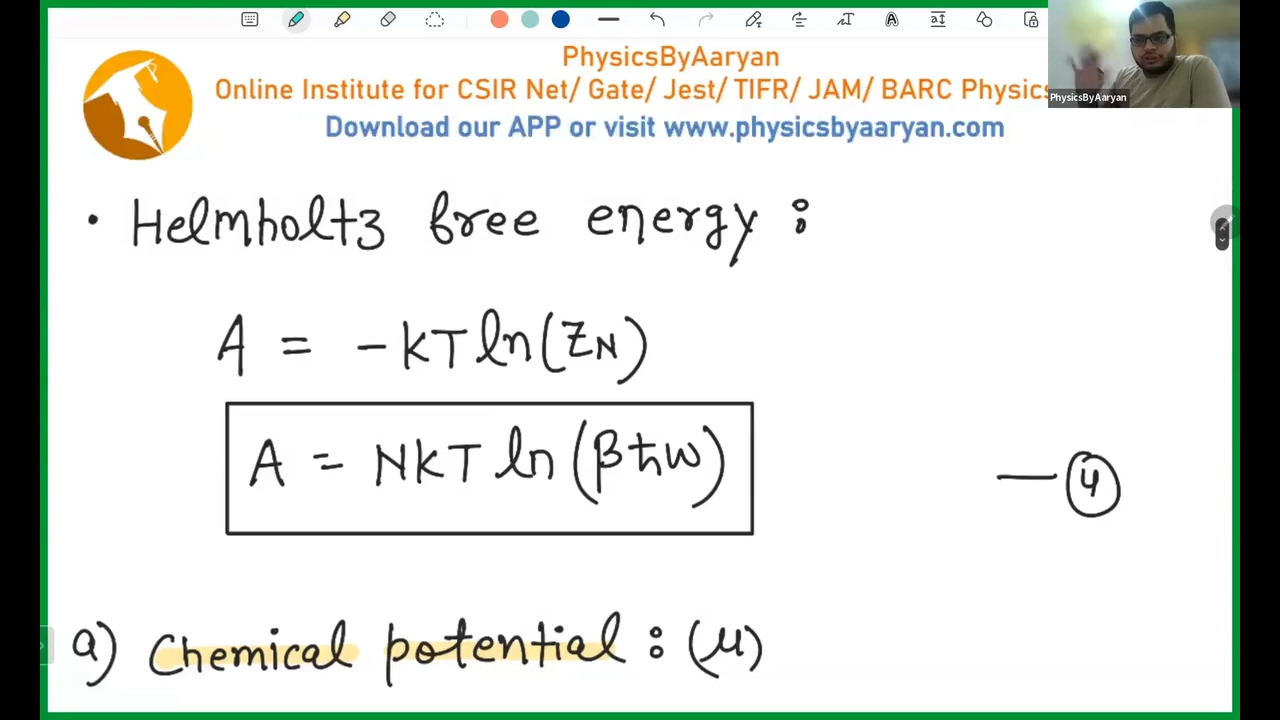 PhysicsByAaryan
Online Institute for CSIR Net/ Gate/ Jest/ TIFR/ JAM/ BARC Physics
Download our APP or visit www.physicsbyaaryan.com
PhysicsByAaryan
• Helmholtz free energy :
A = -kT ln(ZN)
A = NkT ln(βħω)
— 4
a) Chemical potential : (μ)